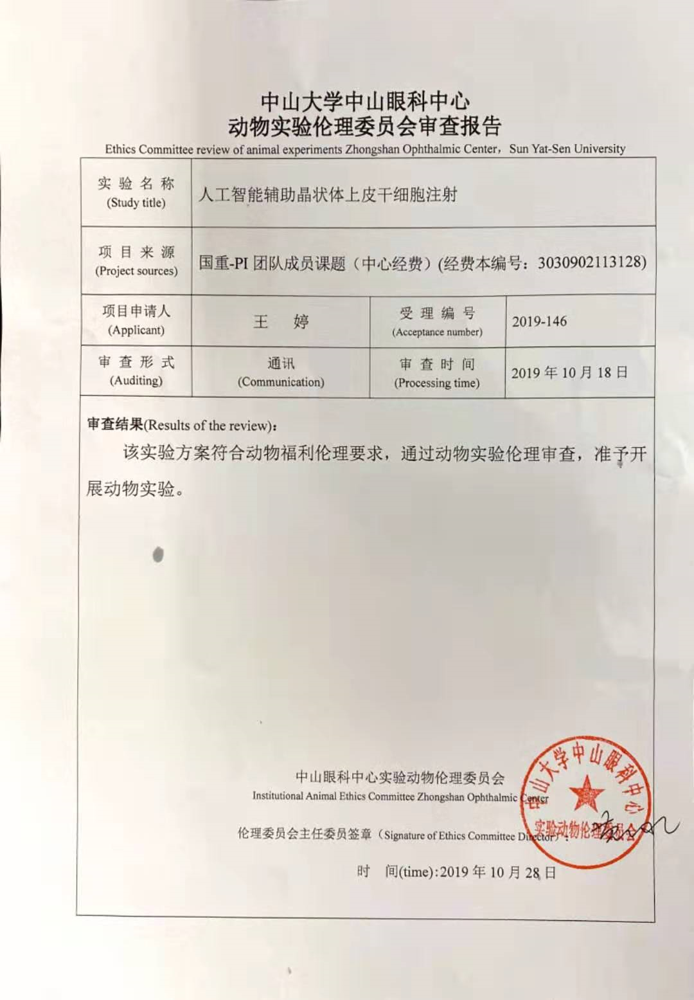 中山大学中山眼科中心
动物实验伦理委员会审查报告
Ethics Committee review of animal experiments Zhongshan Ophthalmic Center，Sun Yat-Sen University
实 验 名 称
(Study title)
人工智能辅助晶状体上皮干细胞注射
项 目 来 源
(Project sources)
国重-PI 团队成员课题（中心经费）(经费本编号：3030902113128)
项目申请人
(Applicant)
王 婷
受 理 编 号
(Acceptance number)
2019-146
审 查 形 式
(Auditing)
通讯
(Communication)
审 查 时 间
(Processing time)
2019 年 10 月 18 日
审查结果(Results of the review)：
该实验方案符合动物福利伦理要求，通过动物实验伦理审查，准予开
展动物实验。
中山眼科中心实验动物伦理委员会
Institutional Animal Ethics Committee Zhongshan Ophthalmic Center
伦理委员会主任委员签章（Signature of Ethics Committee Director）：
时 间(time):2019 年 10 月 28 日
中山大学中山眼科中心
实验动物伦理委员会